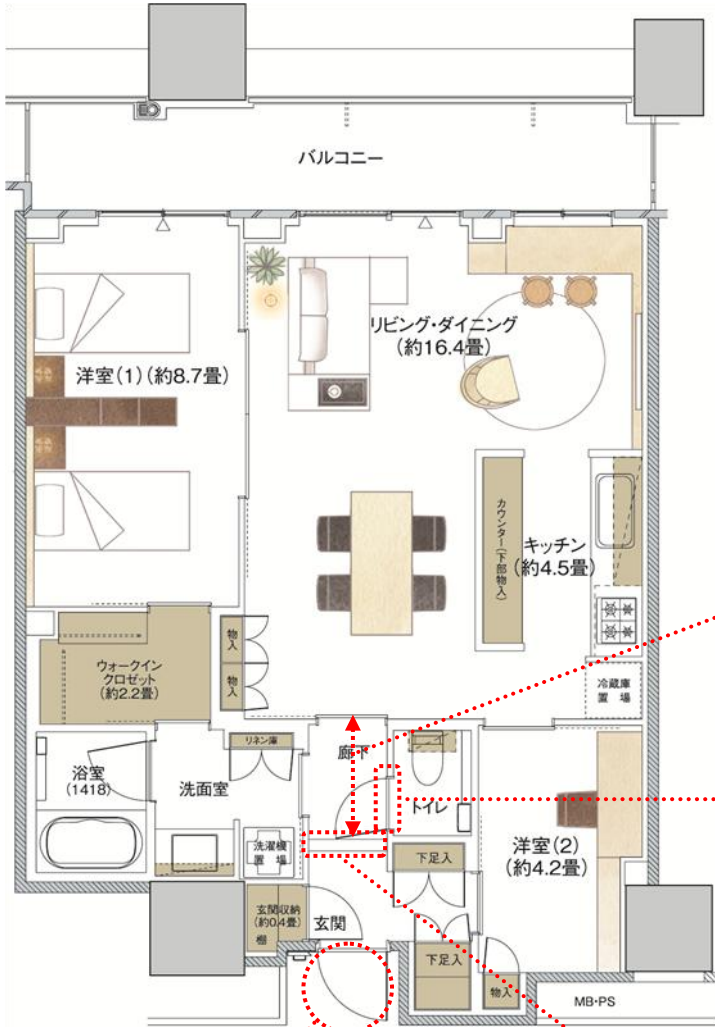 バルコニー
リビング・ダイニング
(約16.4畳)
洋室(1)(約8.7畳)
カウンター(下部物入)
キッチン
(約4.5畳)
物入
物入
ウォークイン
クロゼット
(約2.2畳)
冷蔵庫
置場
リネン庫
廊下
浴室
(1418)
洗面室
トイレ
洗濯機
置場
下足入
洋室(2)
(約4.2畳)
玄関収納
(約0.4畳)
棚
玄関
下足入
物入
MB・PS